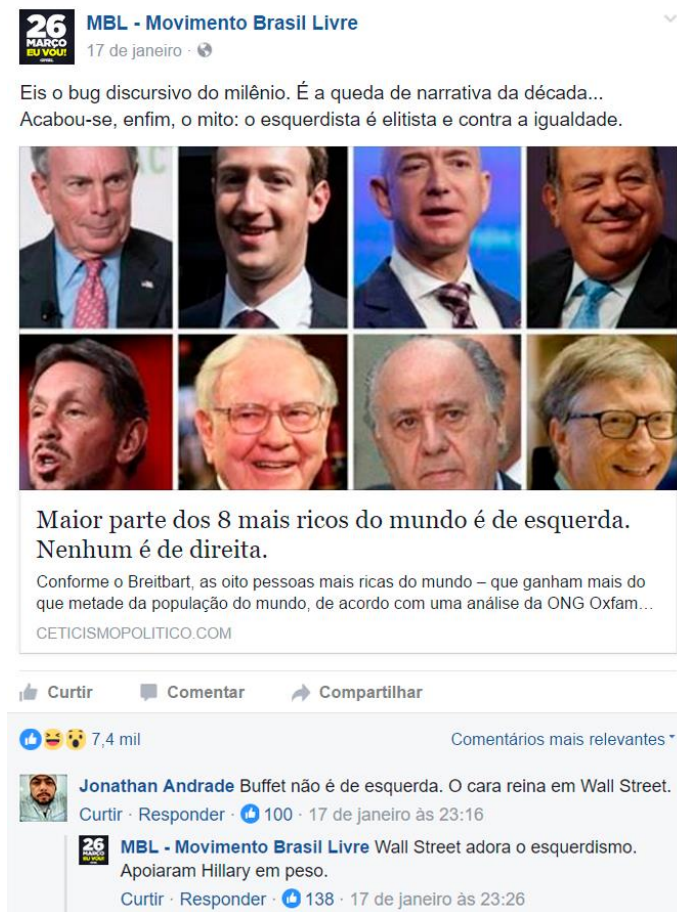 26
MARÇO
EU VOU!
MBL - Movimento Brasil Livre
17 de janeiro ·
Eis o bug discursivo do milênio. É a queda de narrativa da década...
Acabou-se, enfim, o mito: o esquerdista é elitista e contra a igualdade.
Maior parte dos 8 mais ricos do mundo é de esquerda.
Nenhum é de direita.
Conforme o Breitbart, as oito pessoas mais ricas do mundo – que ganham mais do
que metade da população do mundo, de acordo com uma análise da ONG Oxfam...
CETICISMOPOLITICO.COM
Curtir Comentar Compartilhar
7,4 mil Comentários mais relevantes
Jonathan Andrade Buffet não é de esquerda. O cara reina em Wall Street.
Curtir · Responder · 100 · 17 de janeiro às 23:16
26
MARÇO
EU VOU!
MBL - Movimento Brasil Livre Wall Street adora o esquerdismo.
Apoiaram Hillary em peso.
Curtir · Responder · 138 · 17 de janeiro às 23:26